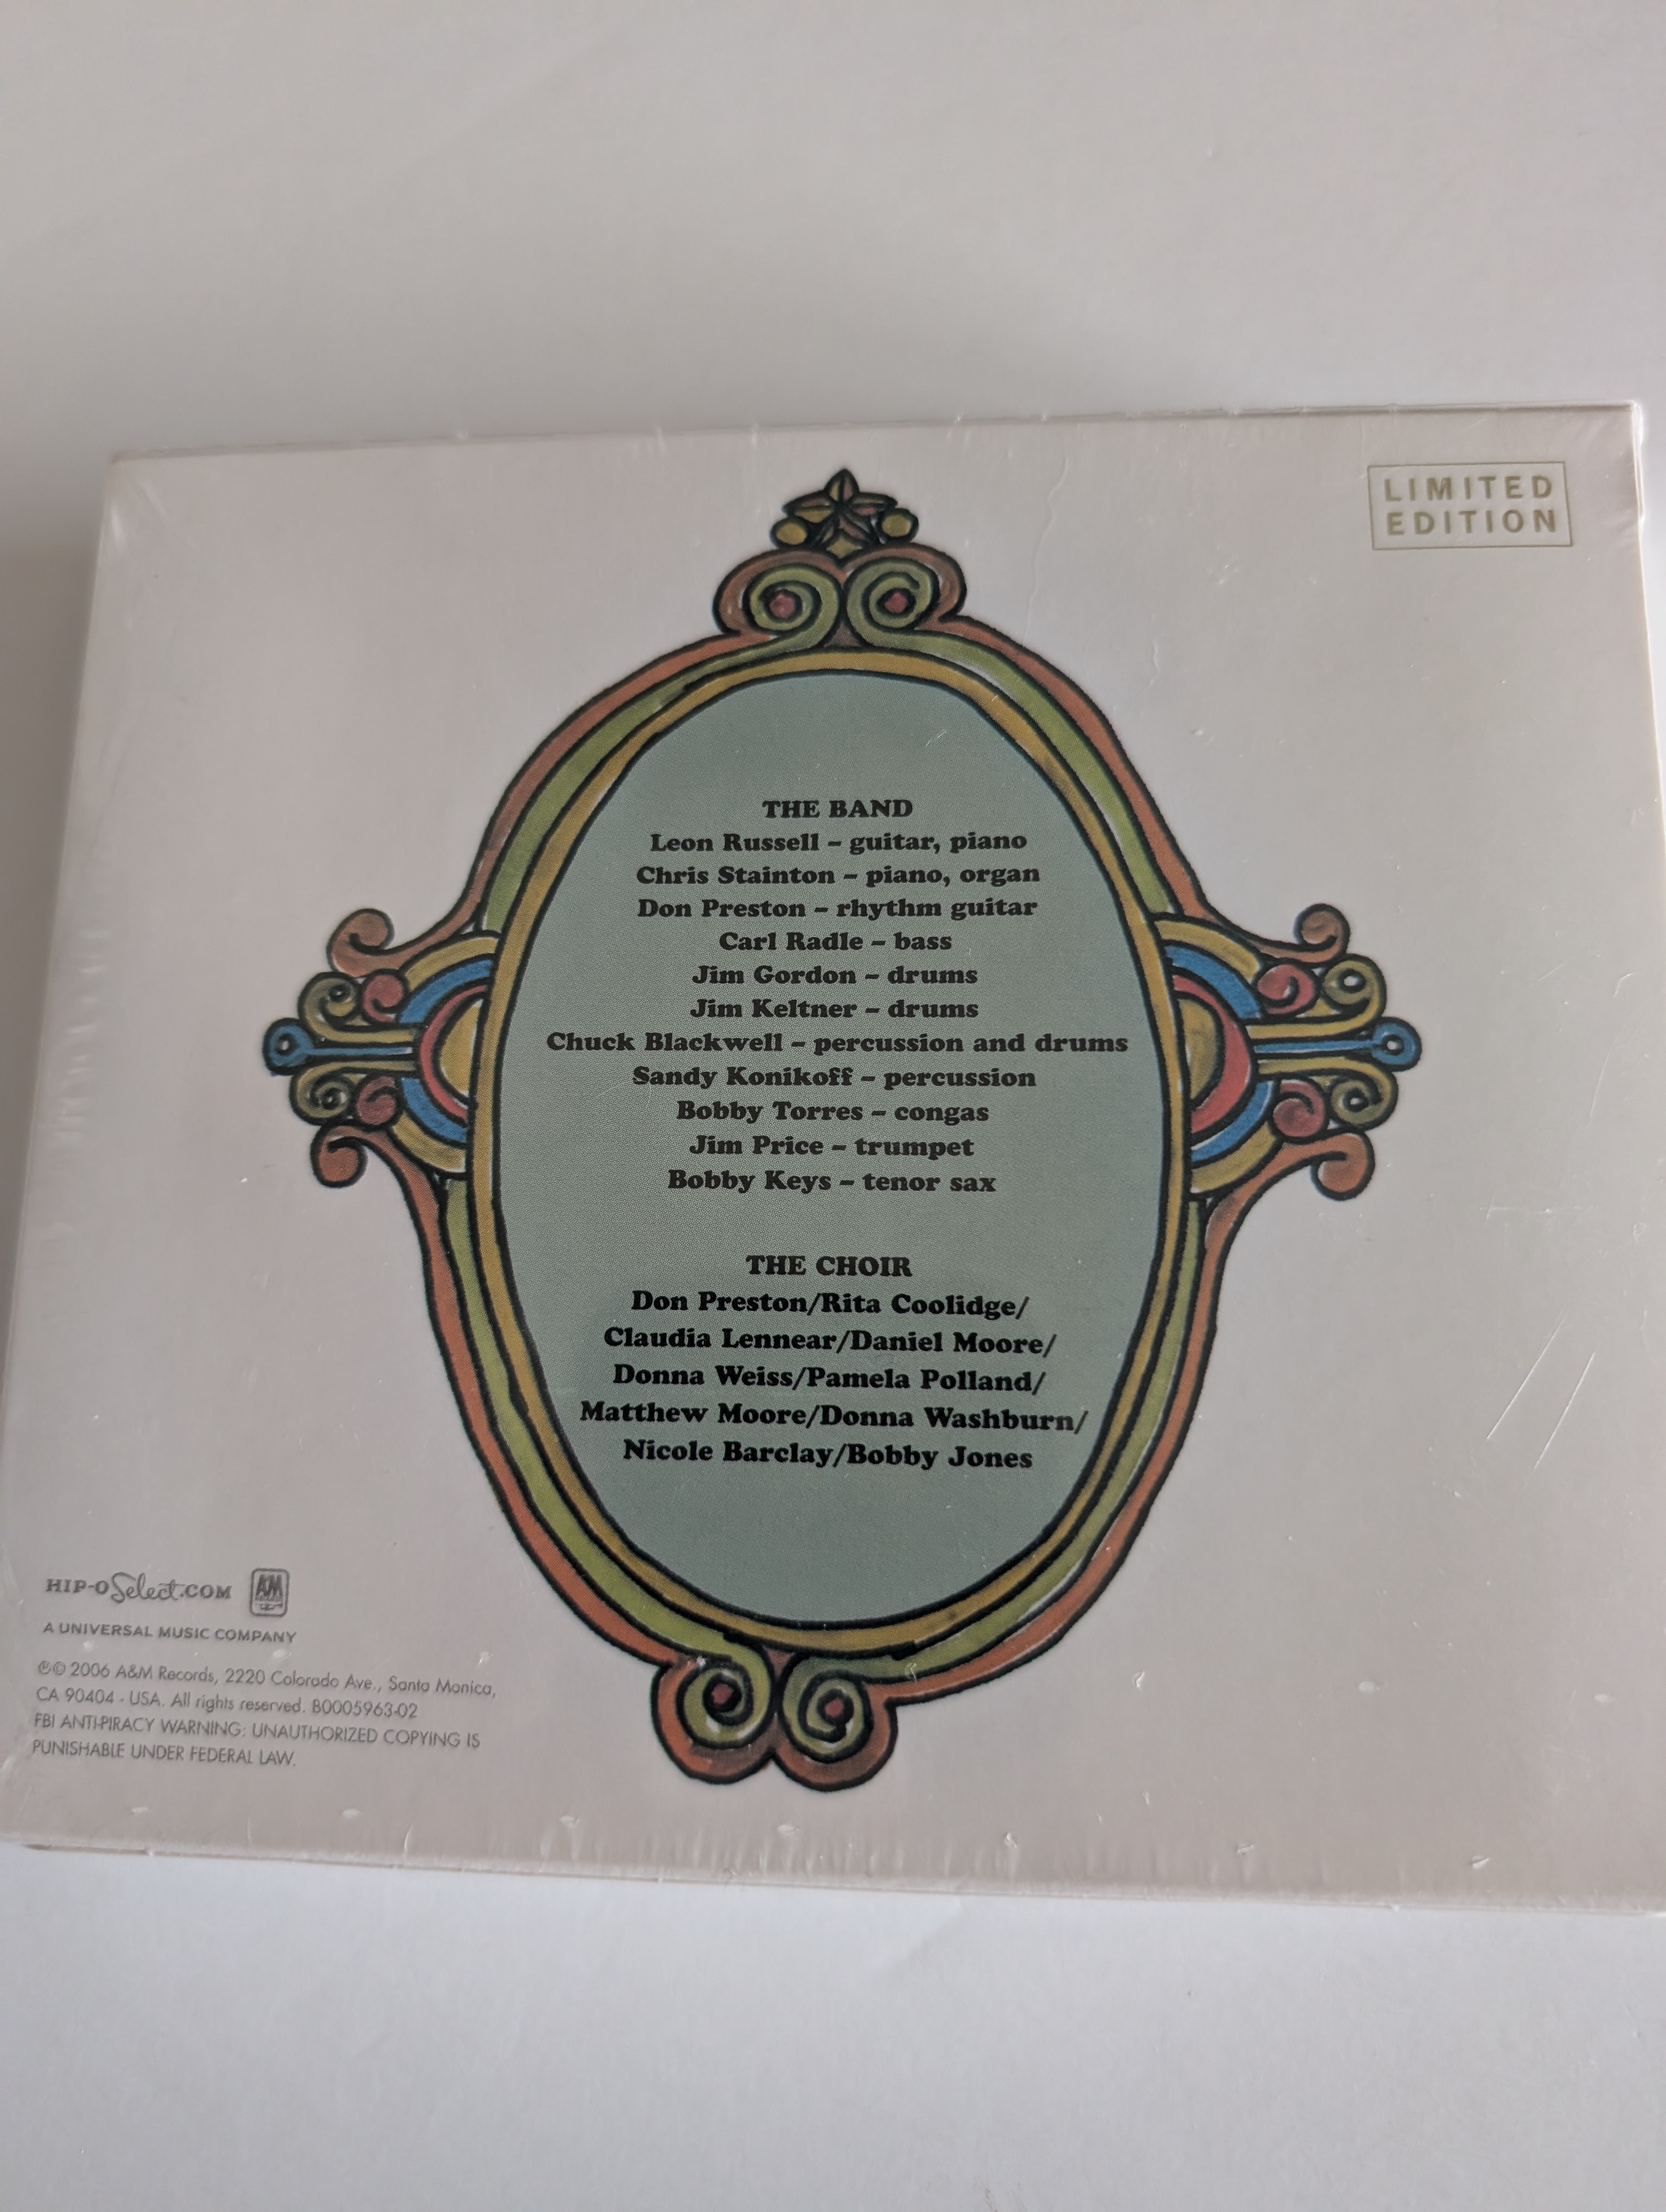 LIMITED
EDITION
THE BAND
Leon Russell – guitar, piano
Chris Stainton – piano, organ
Don Preston – rhythm guitar
Carl Radle – bass
Jim Gordon – drums
Jim Keltner – drums
Chuck Blackwell – percussion and drums
Sandy Konikoff – percussion
Bobby Torres – congas
Jim Price – trumpet
Bobby Keys – tenor sax
THE CHOIR
Don Preston/Rita Coolidge/
Claudia Lennear/Daniel Moore/
Donna Weiss/Pamela Polland/
Matthew Moore/Donna Washburn/
Nicole Barclay/Bobby Jones
HIP-O Select.COM AM
A UNIVERSAL MUSIC COMPANY
℗© 2006 A&M Records, 2220 Colorado Ave., Santa Monica,
CA 90404 - USA. All rights reserved. B0005963-02
FBI ANTI-PIRACY WARNING: UNAUTHORIZED COPYING IS
PUNISHABLE UNDER FEDERAL LAW.